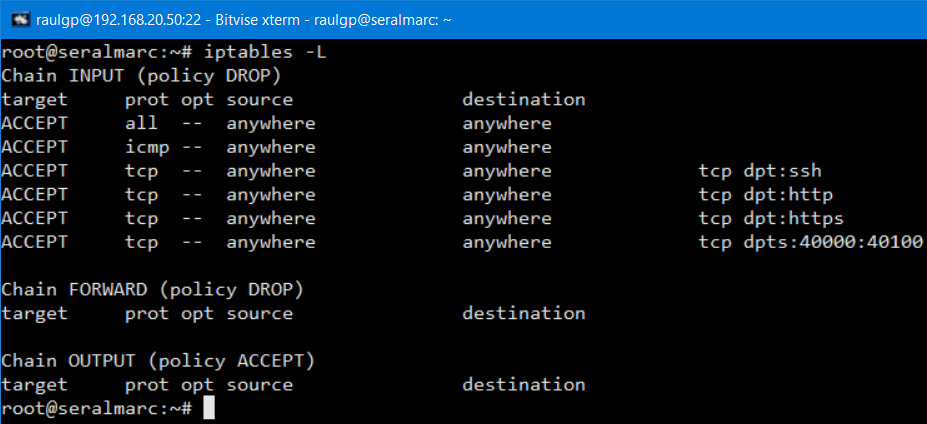 raulgp@192.168.20.50:22 - Bitvise xterm - raulgp@seralmarc: ~
root@seralmarc:~# iptables -L
Chain INPUT (policy DROP)
target     prot opt source               destination
ACCEPT     all  --  anywhere             anywhere
ACCEPT     icmp --  anywhere             anywhere
ACCEPT     tcp  --  anywhere             anywhere             tcp dpt:ssh
ACCEPT     tcp  --  anywhere             anywhere             tcp dpt:http
ACCEPT     tcp  --  anywhere             anywhere             tcp dpt:https
ACCEPT     tcp  --  anywhere             anywhere             tcp dpts:40000:40100

Chain FORWARD (policy DROP)
target     prot opt source               destination

Chain OUTPUT (policy ACCEPT)
target     prot opt source               destination
root@seralmarc:~#